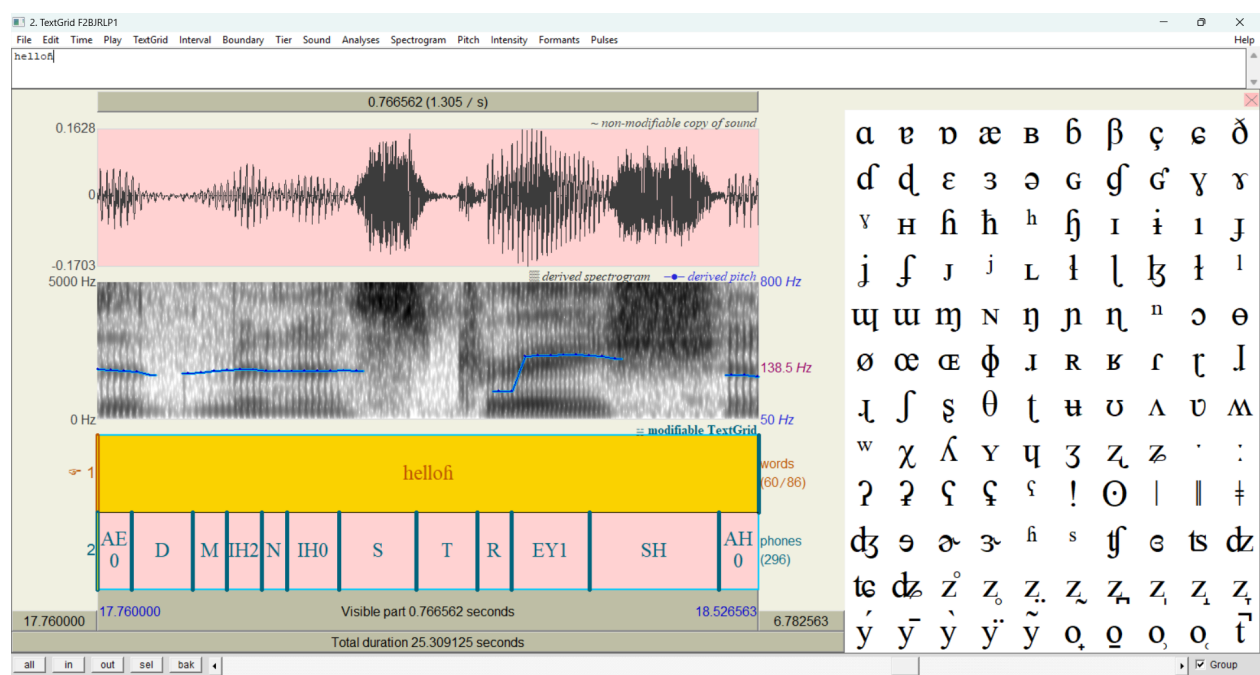 2. TextGrid F2BJRLP1
File Edit Time Play TextGrid Interval Boundary Tier Sound Analyses Spectrogram Pitch Intensity Formants Pulses Help
helloɦ
0.766562 (1.305 / s)
~ non-modifiable copy of sound
0.1628
0
-0.1703
derived spectrogram derived pitch
5000 Hz 800 Hz
138.5 Hz
0 Hz 50 Hz
modifiable TextGrid
1 helloɦ words (60/86)
2 AE0 D M IH2 N IH0 S T R EY1 SH AH0 phones (296)
17.760000 Visible part 0.766562 seconds 18.526563
17.760000 6.782563
Total duration 25.309125 seconds
all in out sel bak Group
ɑ ɐ ɒ æ ʙ ɓ β ç ɕ ð
ɗ ɖ ɛ ɜ ə ɢ ɠ ʛ ɣ ɤ
ˠ ʜ ɦ ħ ʰ ɧ ɪ ɨ ı ɟ
ʝ ʄ ᴊ ʲ ʟ ɫ ɭ ɮ ɬ ˡ
ɰ ɯ ɱ ɴ ŋ ɲ ɳ ⁿ ɔ ɵ
ø œ ɶ ɸ ɹ ʀ ʁ ɾ ɽ ɺ
ɻ ʃ ʂ θ ʈ ʉ ʊ ʌ ʋ ʍ
ʷ χ ʎ ʏ ɥ ʒ ʐ ʑ ˑ ː
ʔ ʡ ʕ ʢ ˤ ! ʘ ǀ ǁ ǂ
ʤ ɘ ɚ ɝ ʱ ˢ ʧ ɞ ʦ ʣ
ʨ ʥ z̊ z̥ z̤ z̰ z̼ z̩ z̝ z̞
ý ȳ ỳ ÿ ỹ o̟ o̠ o̹ o̜ t̚